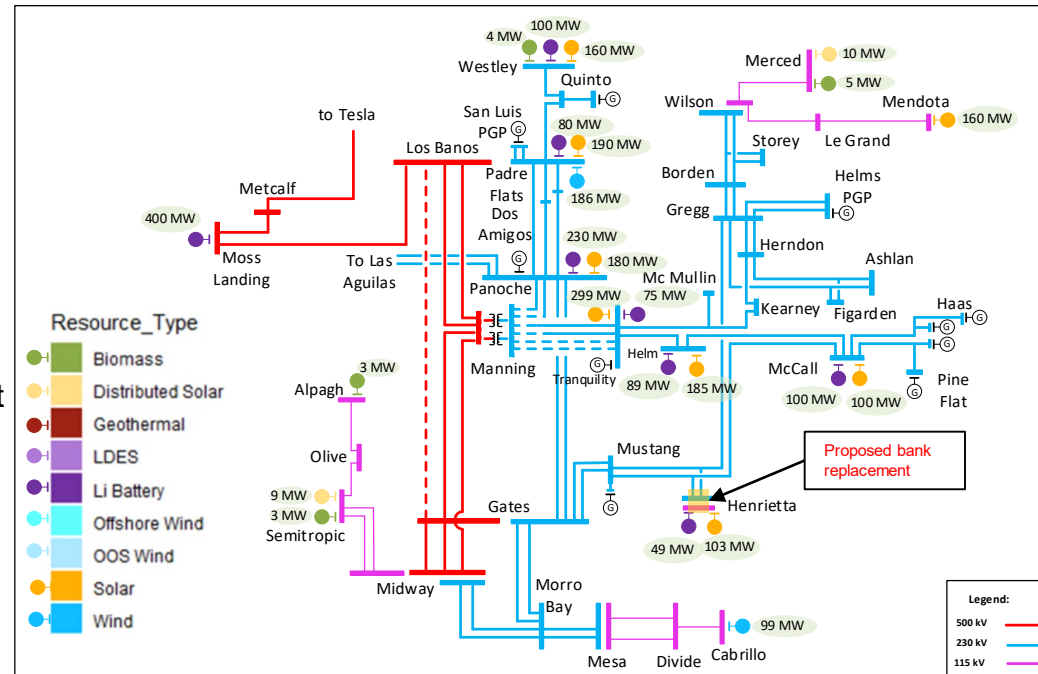 100 MW
4 MW
160 MW
Westley
Quinto
G
10 MW
Merced
5 MW
Wilson
Mendota
160 MW
Le Grand
to Tesla
San Luis
PGP
G
80 MW
190 MW
Storey
Los Banos
Padre
Flats
Dos
Amigos
186 MW
Borden
Helms
PGP
G
Gregg
Metcalf
400 MW
Moss
Landing
230 MW
Herndon
To Las
Aguilas
G
Panoche
180 MW
Mc Mullin
Ashlan
299 MW
75 MW
Kearney
Figarden
Haas
G
G
G
Resource_Type
Biomass
Distributed Solar
Geothermal
LDES
Li Battery
Offshore Wind
OOS Wind
Solar
Wind
t
Manning
G
Tranquility
Helm
89 MW
185 MW
McCall
100 MW
100 MW
Pine
Flat
G
3 MW
Alpagh
Olive
9 MW
3 MW
Semitropic
Mustang
G
Proposed bank
replacement
Gates
Henrietta
49 MW
103 MW
Midway
Morro
Bay
Mesa
Divide
Cabrillo
99 MW
Legend:
500 kV
230 kV
115 kV